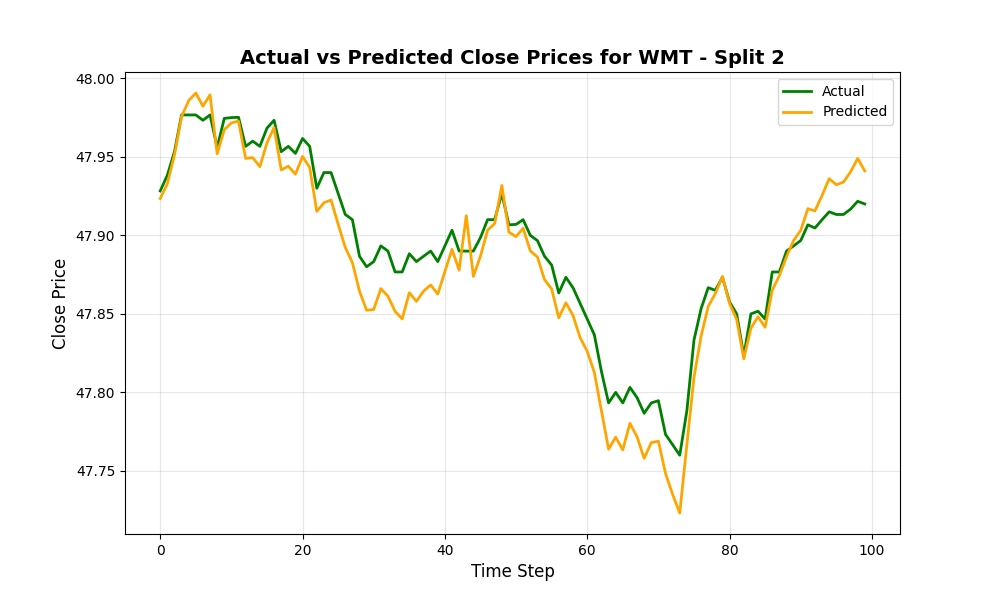 Actual vs Predicted Close Prices for WMT - Split 2
Actual
Predicted
Close Price
48.00
47.95
47.90
47.85
47.80
47.75
0 20 40 60 80 100
Time Step